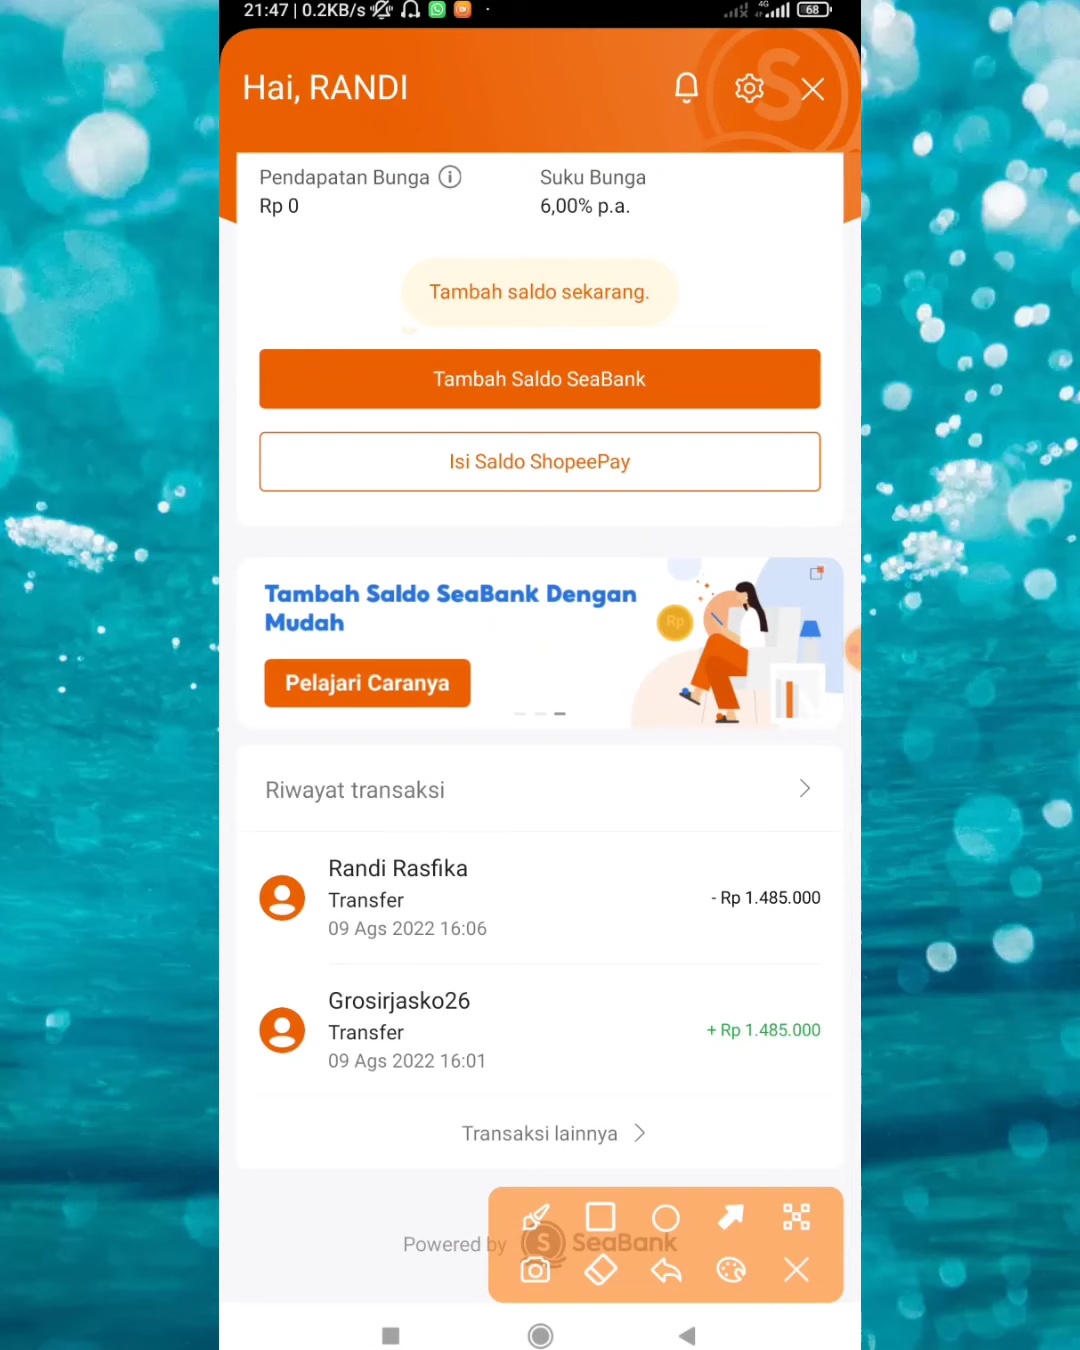 21:47 | 0.2KB/s
4G
68
Hai, RANDI
Pendapatan Bunga
Suku Bunga
Rp 0
6,00% p.a.
Tambah saldo sekarang.
Tambah Saldo SeaBank
Isi Saldo ShopeePay
Tambah Saldo SeaBank Dengan
Mudah
Rp
Pelajari Caranya
Riwayat transaksi
Randi Rasfika
Transfer
- Rp 1.485.000
09 Ags 2022 16:06
Grosirjasko26
Transfer
+ Rp 1.485.000
09 Ags 2022 16:01
Transaksi lainnya
Powered by SeaBank